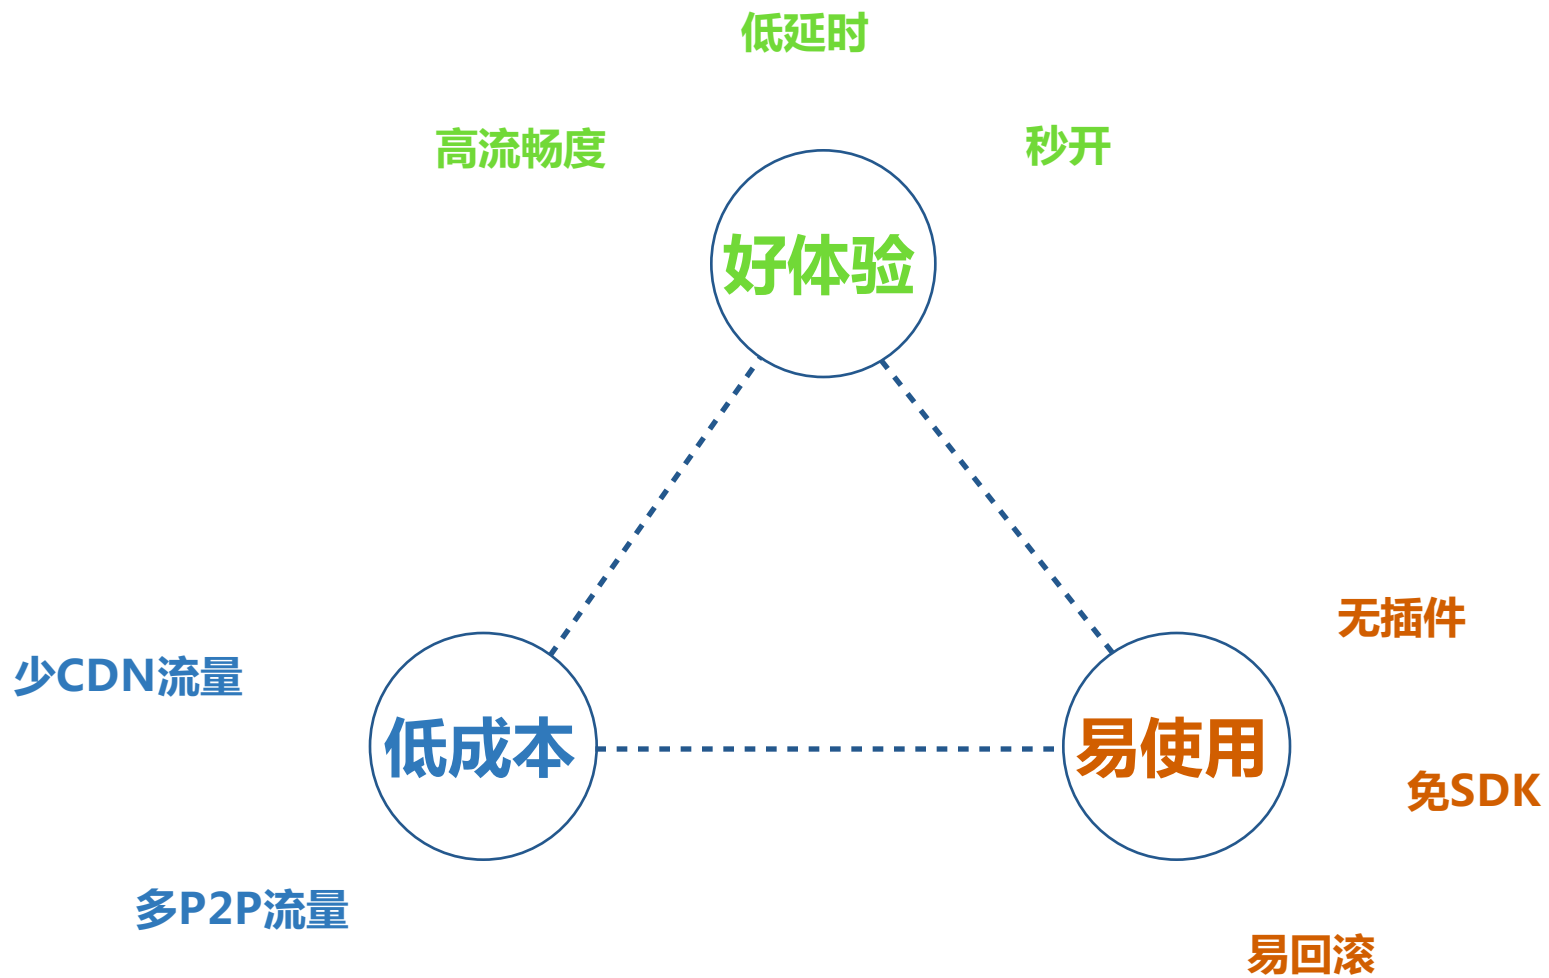 低延时
高流畅度
秒开
好体验
无插件
少CDN流量
低成本
易使用
免SDK
多P2P流量
易回滚